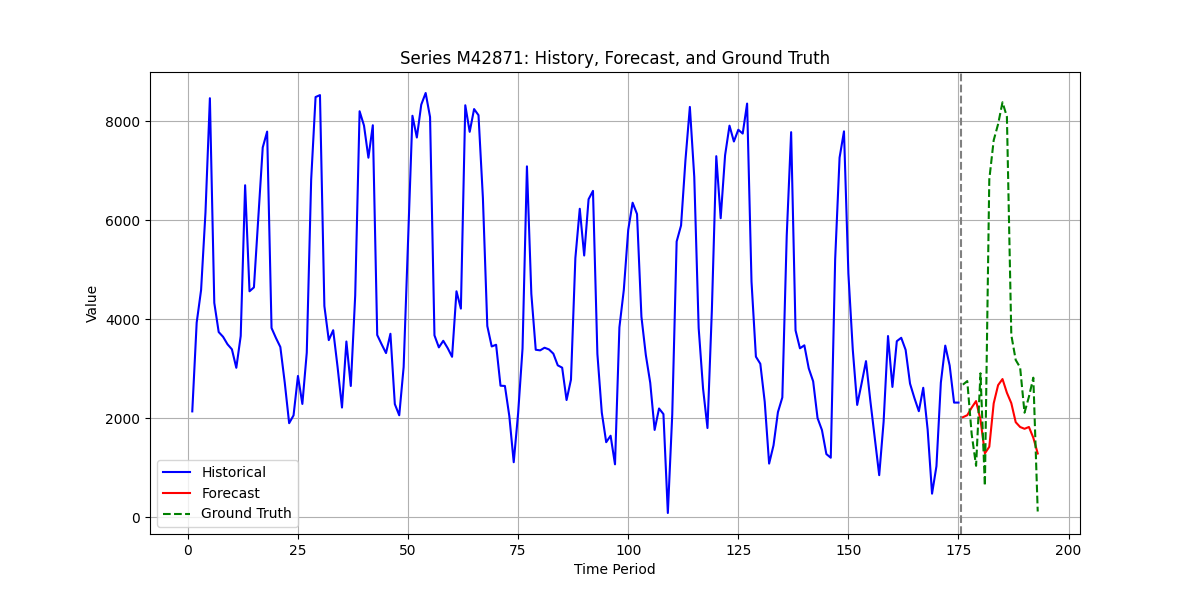 Series M42871: History, Forecast, and Ground Truth
Value
8000
6000
4000
2000
0
Historical
Forecast
Ground Truth
0 25 50 75 100 125 150 175 200
Time Period